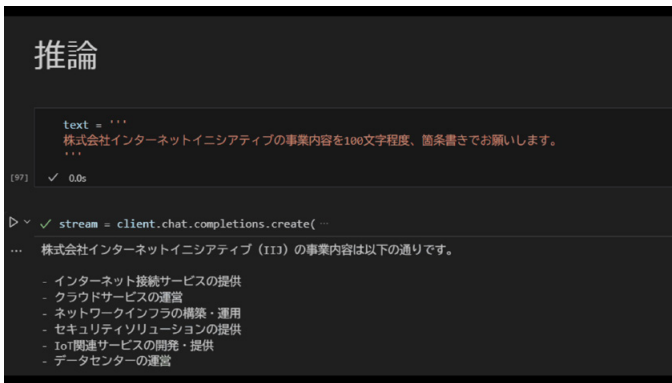 推論
text = '''
株式会社インターネットイニシアティブの事業内容を100文字程度、箇条書きでお願いします。
'''
[97] ✓ 0.0s
✓ stream = client.chat.completions.create( …
… 株式会社インターネットイニシアティブ（IIJ）の事業内容は以下の通りです。
- インターネット接続サービスの提供
- クラウドサービスの運営
- ネットワークインフラの構築・運用
- セキュリティソリューションの提供
- IoT関連サービスの開発・提供
- データセンターの運営